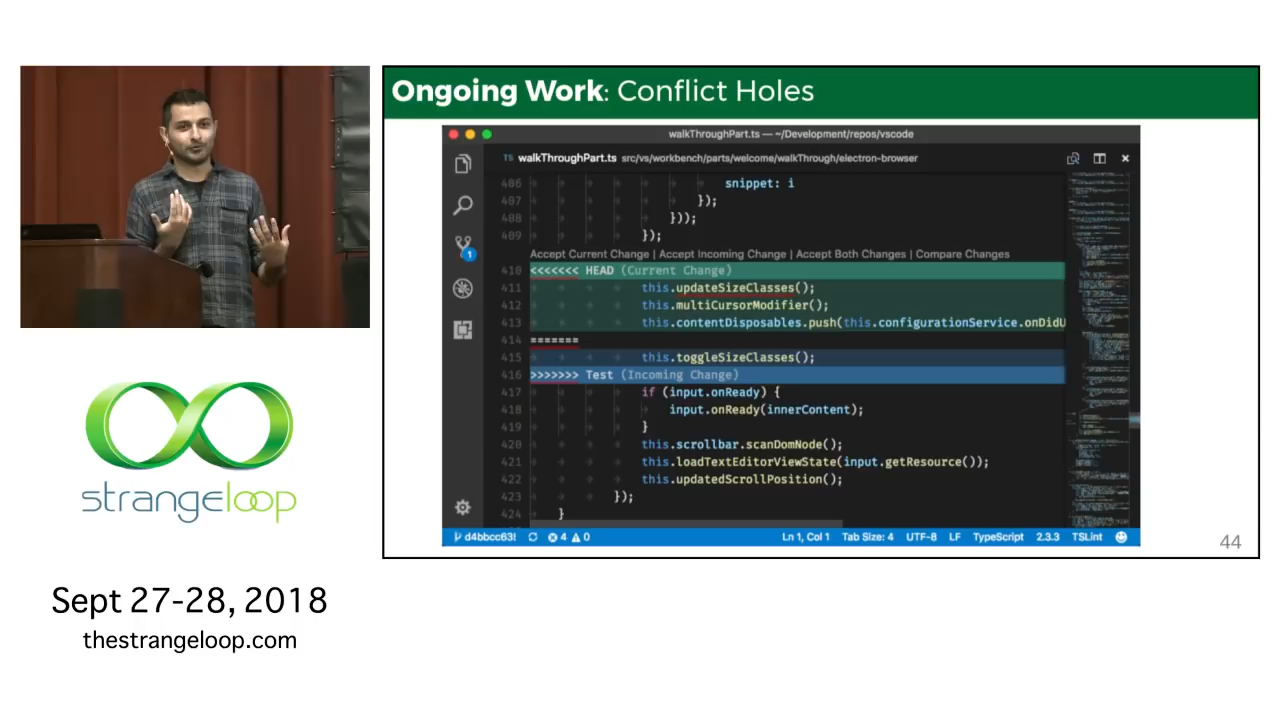 Ongoing Work: Conflict Holes
walkThroughPart.ts — ~/Development/repos/vscode
TS walkThroughPart.ts src/vs/workbench/parts/welcome/walkThrough/electron-browser
406 snippet: i
407 });
408 }));
409 });
Accept Current Change | Accept Incoming Change | Accept Both Changes | Compare Changes
410 <<<<<<< HEAD (Current Change)
411 this.updateSizeClasses();
412 this.multiCursorModifier();
413 this.contentDisposables.push(this.configurationService.onDidU
414 =======
415 this.toggleSizeClasses();
416 >>>>>>> Test (Incoming Change)
417 if (input.onReady) {
418 input.onReady(innerContent);
419 }
420 this.scrollbar.scanDomNode();
421 this.loadTextEditorViewState(input.getResource());
422 this.updatedScrollPosition();
423 });
424 }
1
d4bbcc63! 4 0 Ln 1, Col 1 Tab Size: 4 UTF-8 LF TypeScript 2.3.3 TSLint
44
strangeloop
Sept 27-28, 2018
thestrangeloop.com